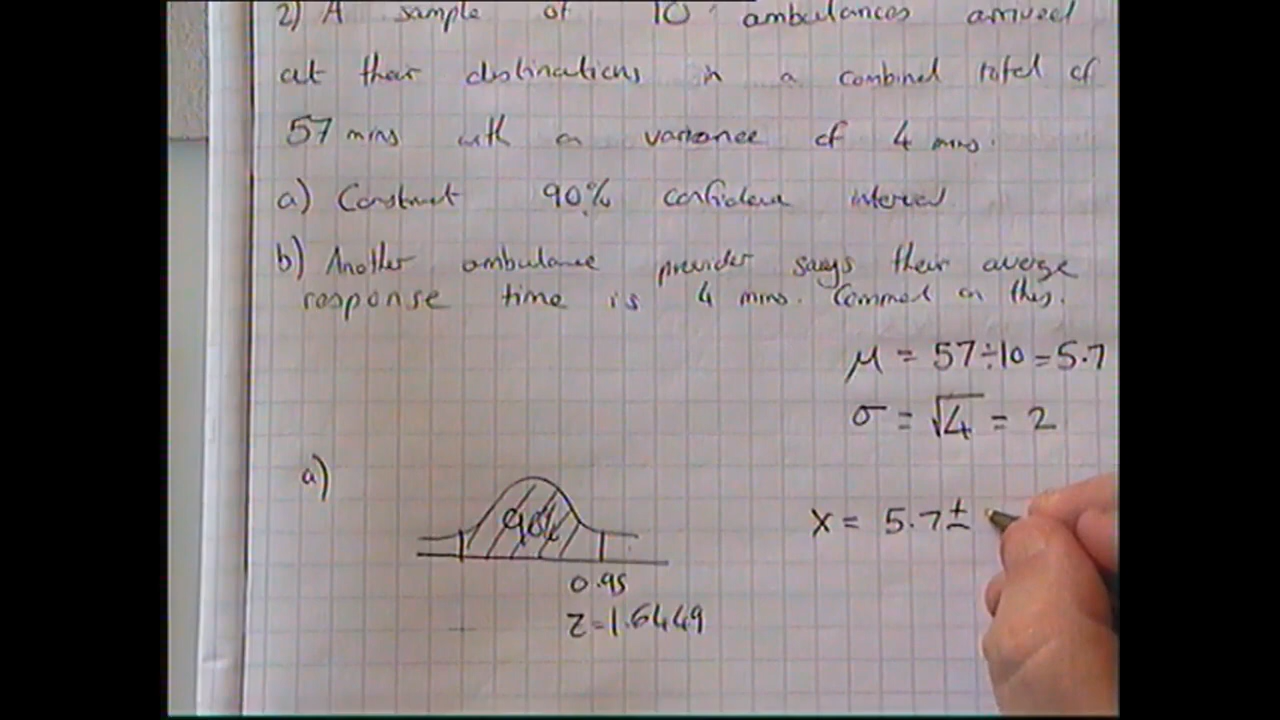 2) A sample of 10 ambulances arrived
at their destinations in a combined total of
57 mins with a variance of 4 mins.
a) Construct 90% confidence interval
b) Another ambulance provider says their average
response time is 4 mins. Comment on this.
μ = 57÷10 = 5.7
σ = √4 = 2
a)
90%
x = 5.7 ±
0.95
z = 1.6449